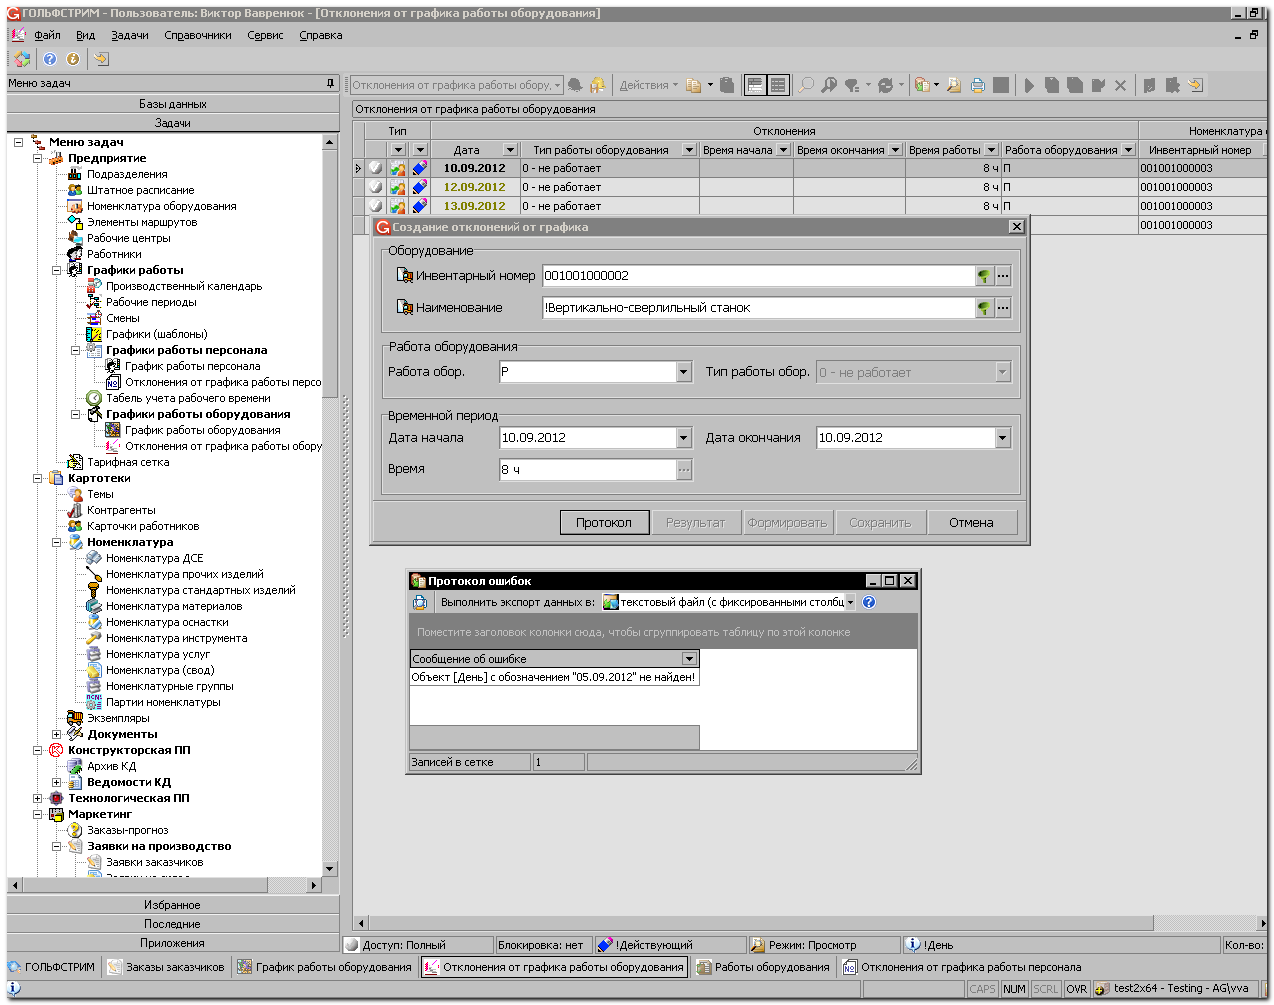 ГОЛЬФСТРИМ - Пользователь: Виктор Вавренюк - [Отклонения от графика работы оборудования]
Файл Вид Задачи Справочники Сервис Справка
Меню задач
Базы данных
Задачи
Меню задач
Предприятие
Подразделения
Штатное расписание
Номенклатура оборудования
Элементы маршрутов
Рабочие центры
Работники
Графики работы
Производственный календарь
Рабочие периоды
Смены
Графики (шаблоны)
Графики работы персонала
График работы персонала
Отклонения от графика работы персо
Табель учета рабочего времени
Графики работы оборудования
График работы оборудования
Отклонения от графика работы обору
Тарифная сетка
Картотеки
Темы
Контрагенты
Карточки работников
Номенклатура
Номенклатура ДСЕ
Номенклатура прочих изделий
Номенклатура стандартных изделий
Номенклатура материалов
Номенклатура оснастки
Номенклатура инструмента
Номенклатура услуг
Номенклатура (свод)
Номенклатурные группы
Партии номенклатуры
Экземпляры
Документы
Конструкторская ПП
Архив КД
Ведомости КД
Технологическая ПП
Маркетинг
Заказы-прогноз
Заявки на производство
Заявки заказчиков
Избранное
Последние
Приложения
Отклонения от графика работы обору. Действия
Отклонения от графика работы оборудования
Тип Отклонения Номенклатура о
Дата Тип работы оборудования Время начала Время окончания Время работы Работа оборудования Инвентарный номер
10.09.2012 0 - не работает 8 ч П 001001000003
12.09.2012 0 - не работает 8 ч П 001001000003
13.09.2012 0 - не работает 8 ч П 001001000003
001001000003
Создание отклонений от графика
Оборудование
Инвентарный номер 001001000002
Наименование !Вертикально-сверлильный станок
Работа оборудования
Работа обор. Р Тип работы обор. 0 - не работает
Временной период
Дата начала 10.09.2012 Дата окончания 10.09.2012
Время 8 ч
Протокол Результат Формировать Сохранить Отмена
Протокол ошибок
Выполнить экспорт данных в: текстовый файл (с фиксированными столбц
Поместите заголовок колонки сюда, чтобы сгруппировать таблицу по этой колонке
Сообщение об ошибке
Объект [День] с обозначением "05.09.2012" не найден!
Записей в сетке 1
Доступ: Полный Блокировка: нет !Действующий Режим: Просмотр !День Кол-во:
ГОЛЬФСТРИМ Заказы заказчиков График работы оборудования Отклонения от графика работы оборудования Работы оборудования Отклонения от графика работы персонала
CAPS NUM SCRL OVR test2x64 - Testing - AG\vva